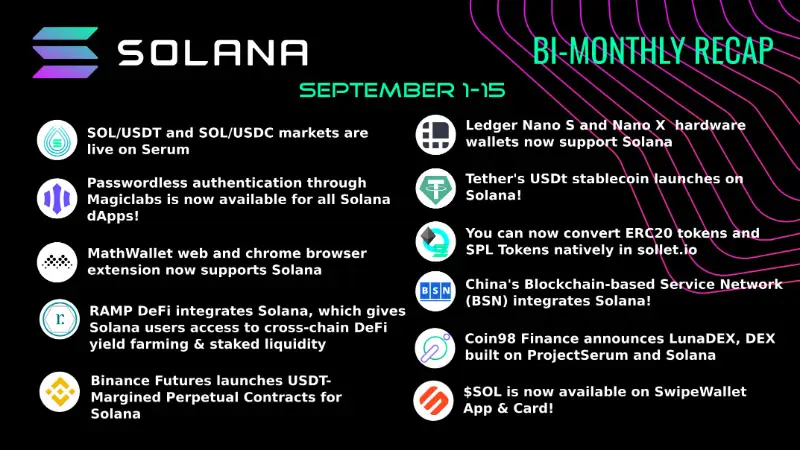 SOLANA
BI-MONTHLY RECAP
SEPTEMBER 1-15
SOL/USDT and SOL/USDC markets are
live on Serum
Passwordless authentication through
Magiclabs is now available for all Solana
dApps!
MathWallet web and chrome browser
extension now supports Solana
r.
RAMP DeFi integrates Solana, which gives
Solana users access to cross-chain DeFi
yield farming & staked liquidity
Binance Futures launches USDT-
Margined Perpetual Contracts for
Solana
Ledger Nano S and Nano X  hardware
wallets now support Solana
Tether's USDt stablecoin launches on
Solana!
You can now convert ERC20 tokens and
SPL Tokens natively in sollet.io
BSN
China's Blockchain-based Service Network
(BSN) integrates Solana!
Coin98 Finance announces LunaDEX, DEX
built on ProjectSerum and Solana
$SOL is now available on SwipeWallet
App & Card!